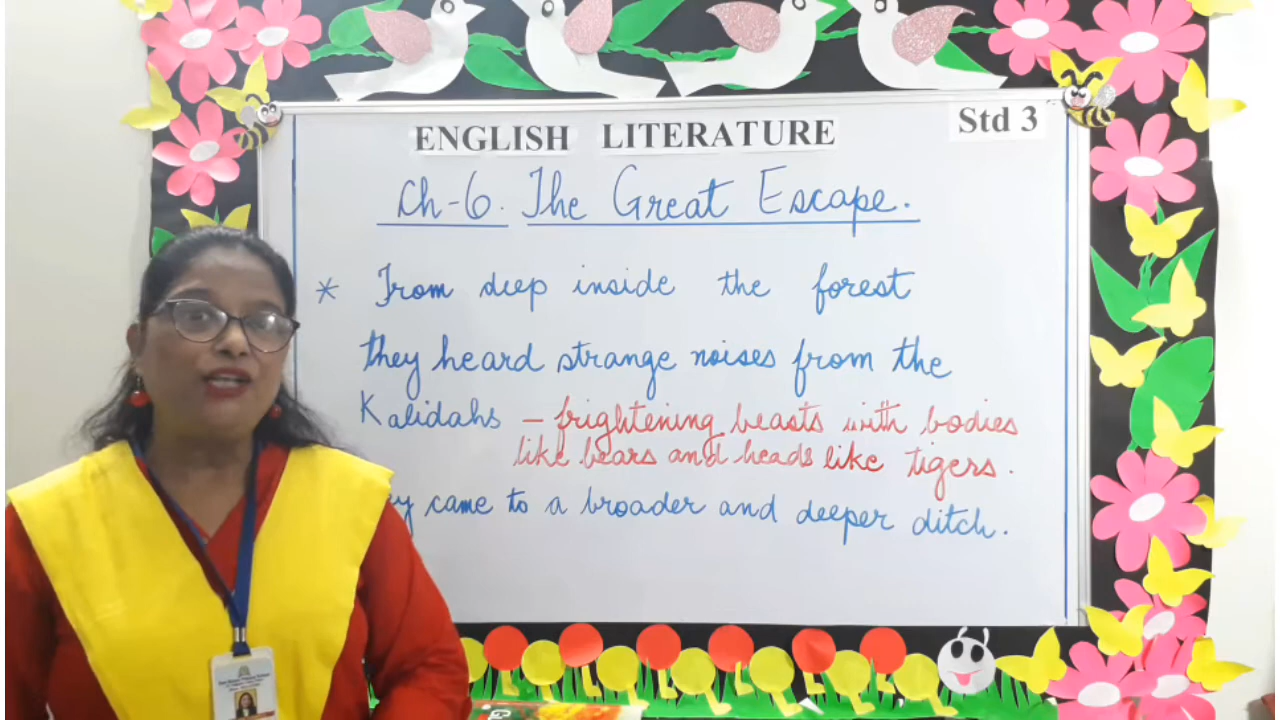 ENGLISH LITERATURE
Std 3
Ch-6. The Great Escape.
* From deep inside the forest
they heard strange noises from the
Kalidahs – frightening beasts with bodies
like bears and heads like tigers.
came to a broader and deeper ditch.